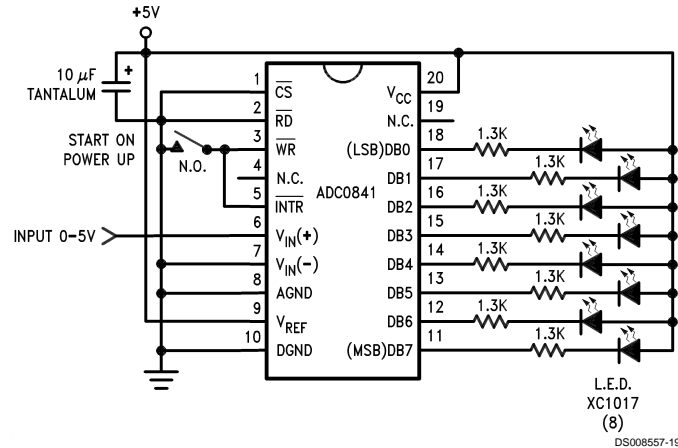 +5V
10 µF
TANTALUM
+
START ON
POWER UP
N.O.
INPUT 0–5V
1
CS
2
RD
3
WR
4
N.C.
5
INTR
6
VIN(+)
7
VIN(−)
8
AGND
9
VREF
10
DGND
ADC0841
20
VCC
19
N.C.
18
(LSB)DB0
1.3K
17
DB1
1.3K
16
DB2
1.3K
15
DB3
1.3K
14
DB4
1.3K
13
DB5
1.3K
12
DB6
1.3K
11
(MSB)DB7
1.3K
L.E.D.
XC1017
(8)
DS008557-19